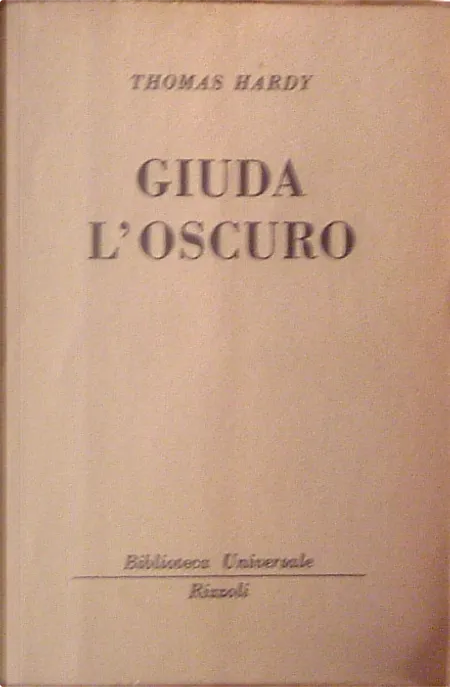 THOMAS HARDY
GIUDA
L'OSCURO
Biblioteca Universale
Rizzoli